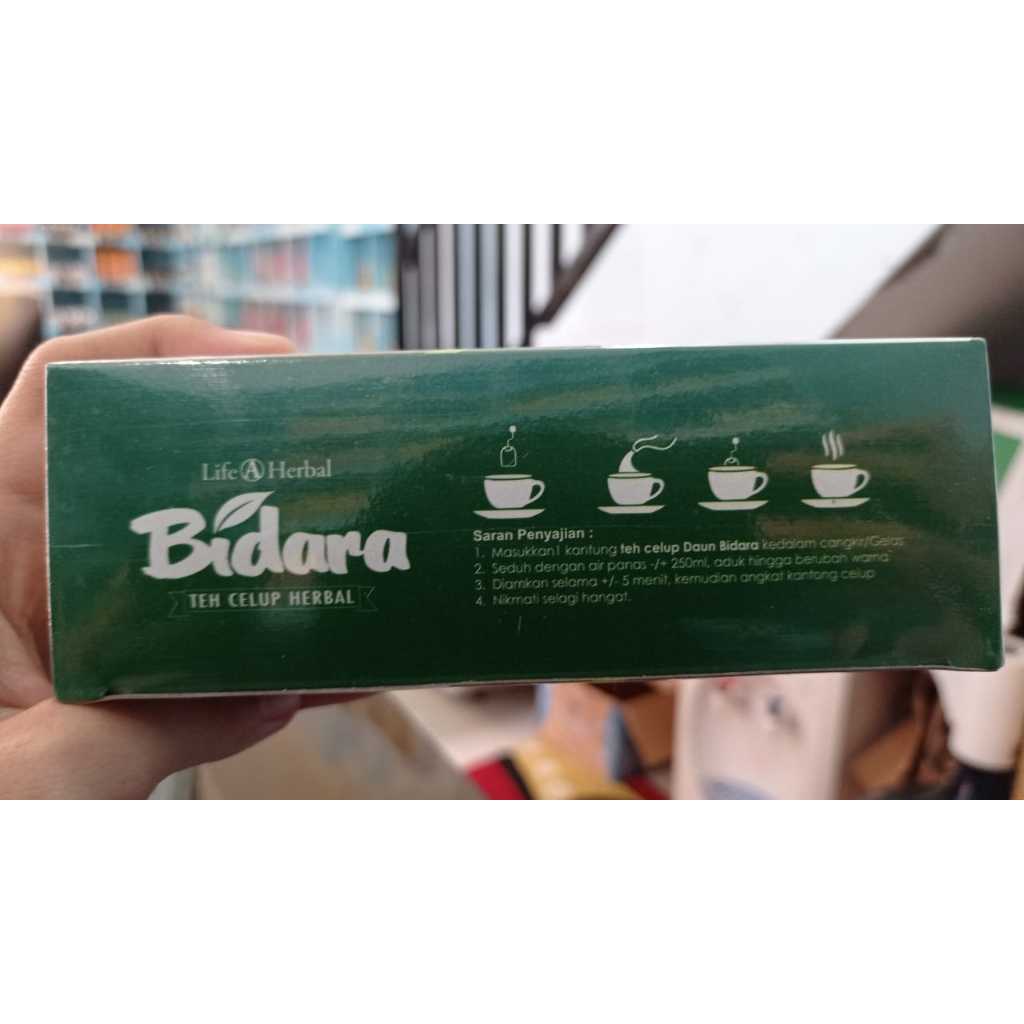 Life A Herbal
Bidara
TEH CELUP HERBAL
Saran Penyajian :
1. Masukkan1 kantung teh celup Daun Bidara kedalam cangkir/Gelas
2. Seduh dengan air panas -/+ 250ml, aduk hingga berubah warna
3. Diamkan selama +/- 5 menit, kemudian angkat kantong celup
4. Nikmati selagi hangat.